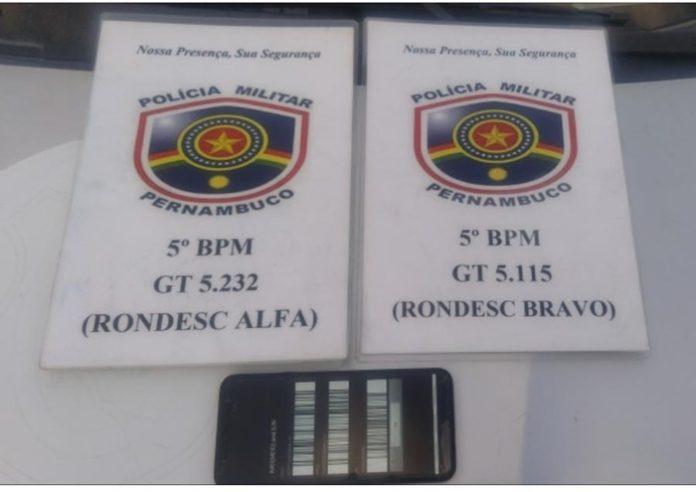 Nossa Presença, Sua Segurança
POLÍCIA MILITAR
PERNAMBUCO
5º BPM
GT 5.232
(RONDESC ALFA)
Nossa Presença, Sua Segurança
POLÍCIA MILITAR
PERNAMBUCO
5º BPM
GT 5.115
(RONDESC BRAVO)